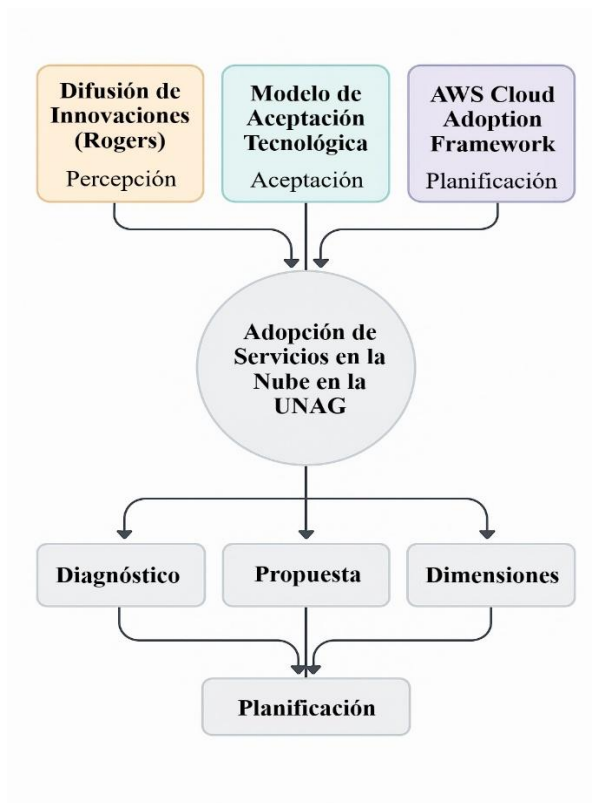 Difusión de
Innovaciones
(Rogers)
Percepción
Modelo de
Aceptación
Tecnológica
Aceptación
AWS Cloud
Adoption
Framework
Planificación
Adopción de
Servicios en la
Nube en la
UNAG
Diagnóstico
Propuesta
Dimensiones
Planificación